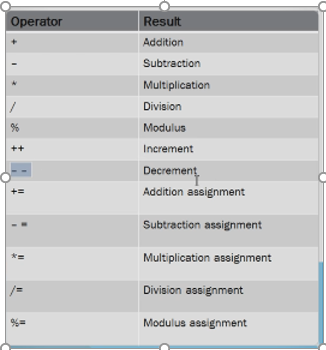 Operator Result
+ Addition
– Subtraction
* Multiplication
/ Division
% Modulus
++ Increment
– – Decrement
+= Addition assignment
– = Subtraction assignment
*= Multiplication assignment
/= Division assignment
%= Modulus assignment